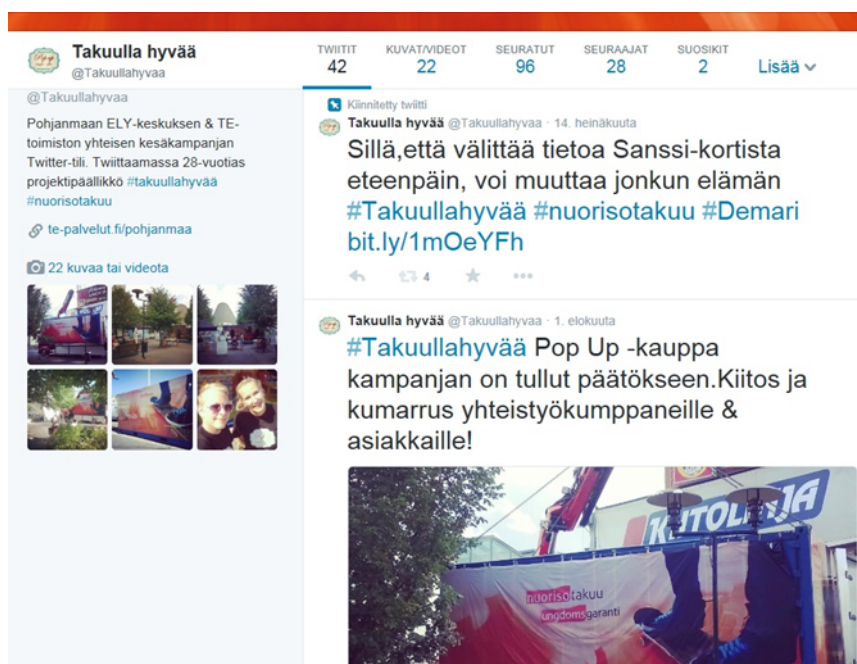 Takuulla hyvää
@Takuullahyvaa
TWIITIT
42
KUVAT/VIDEOT
22
SEURATUT
96
SEURAAJAT
28
SUOSIKIT
2
Lisää
@Takuullahyvaa
Pohjanmaan ELY-keskuksen & TE-
toimiston yhteisen kesäkampanjan
Twitter-tili. Twiittaamassa 28-vuotias
projektipäällikkö #takuullahyvää
#nuorisotakuu
te-palvelut.fi/pohjanmaa
22 kuvaa tai videota
Kiinnitetty twiitti
Takuulla hyvää @Takuullahyvaa · 14. heinäkuuta
Sillä,että välittää tietoa Sanssi-kortista
eteenpäin, voi muuttaa jonkun elämän
#Takuullahyvää #nuorisotakuu #Demari
bit.ly/1mOeYFh
4
Takuulla hyvää @Takuullahyvaa · 1. elokuuta
#Takuullahyvää Pop Up -kauppa
kampanjan on tullut päätökseen.Kiitos ja
kumarrus yhteistyökumppaneille &
asiakkaille!
KIITOLINJA
nuorisotakuu
ungdomsgaranti